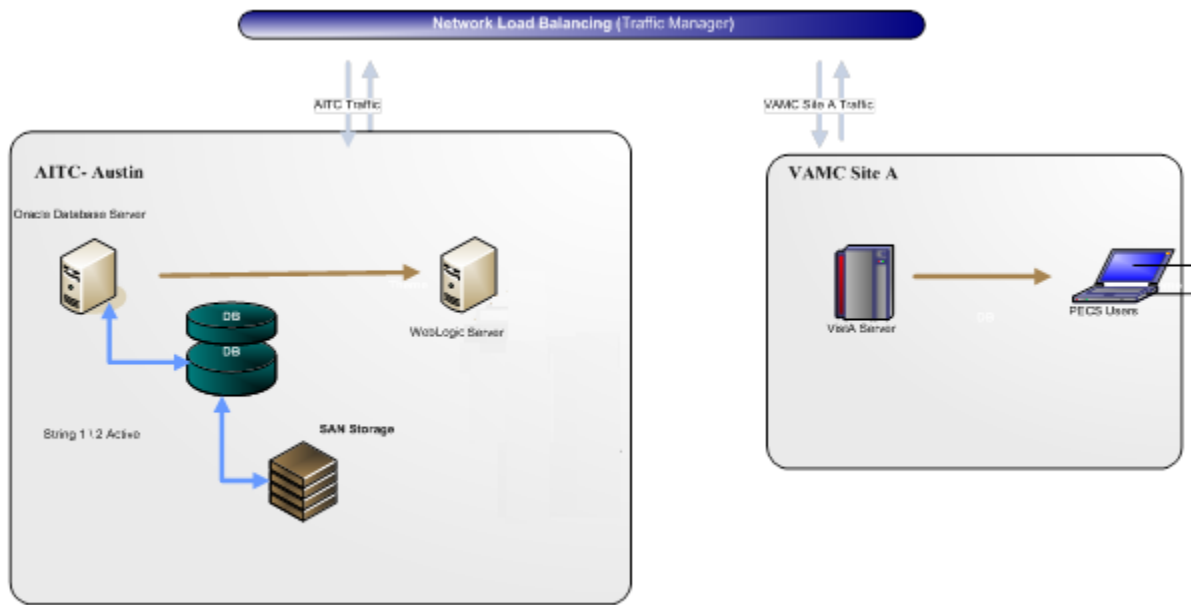 Network Load Balancing (Traffic Manager)
AITC Traffic
VAMC Site A Traffic
AITC- Austin
VAMC Site A
Oracle Database Server
DB
DB
WebLogic Server
VistA Server
DB
PECS Users
String 1 \ 2 Active
SAN Storage